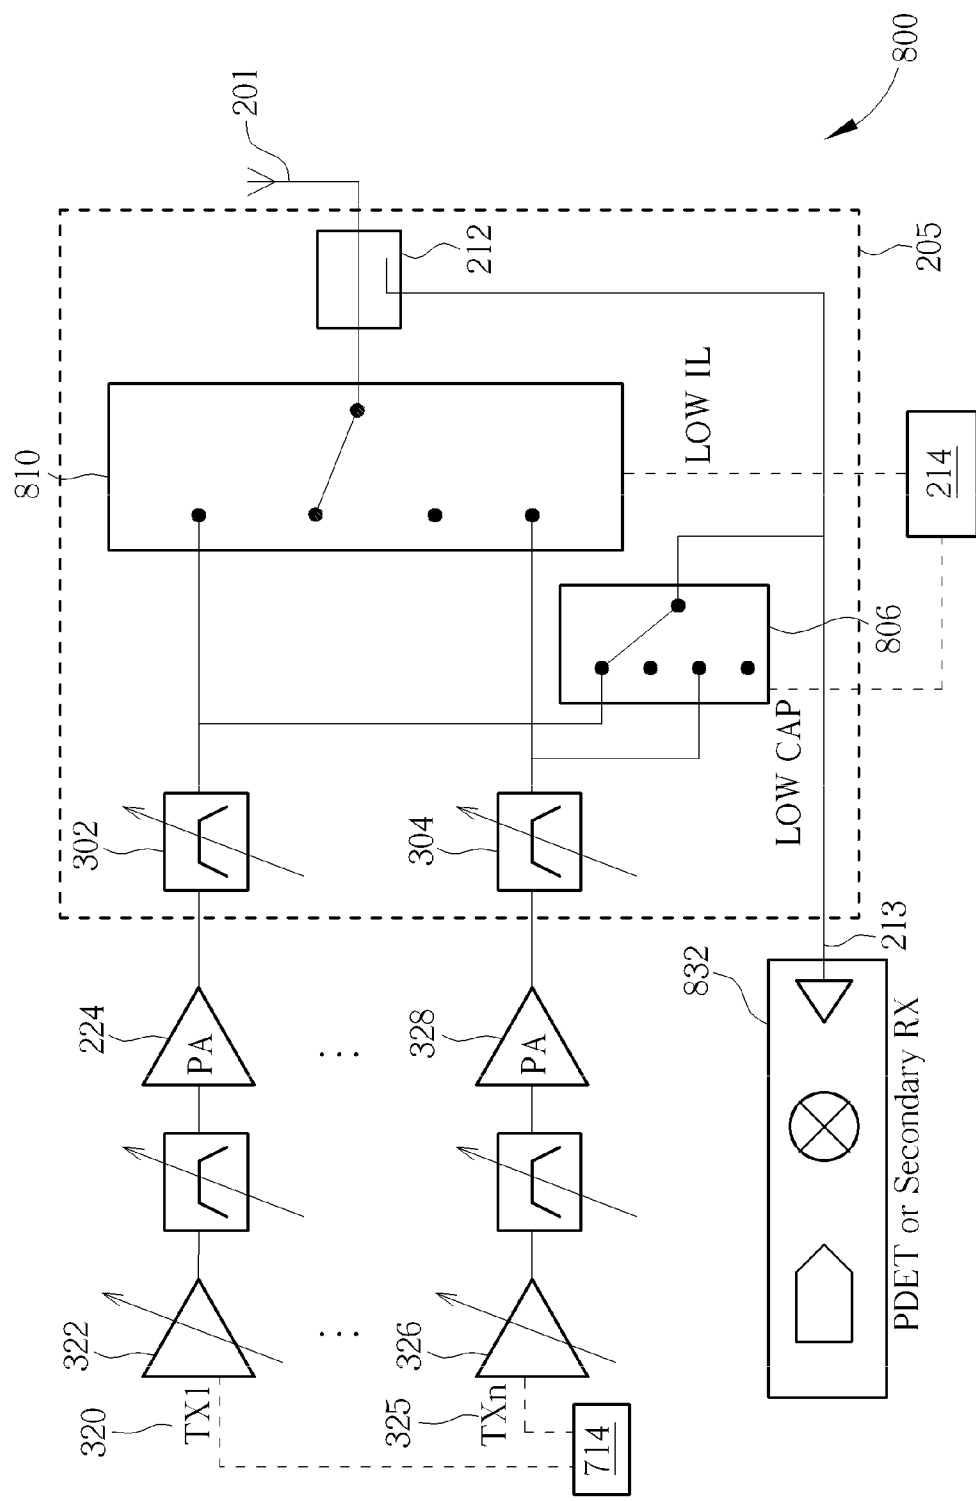 800
201
212
205
810
LOW IL
214
806
LOW CAP
302
304
213
832
224
PA
...
328
PA
PDET or Secondary RX
322
...
326
320
TX1
325
TXn
714